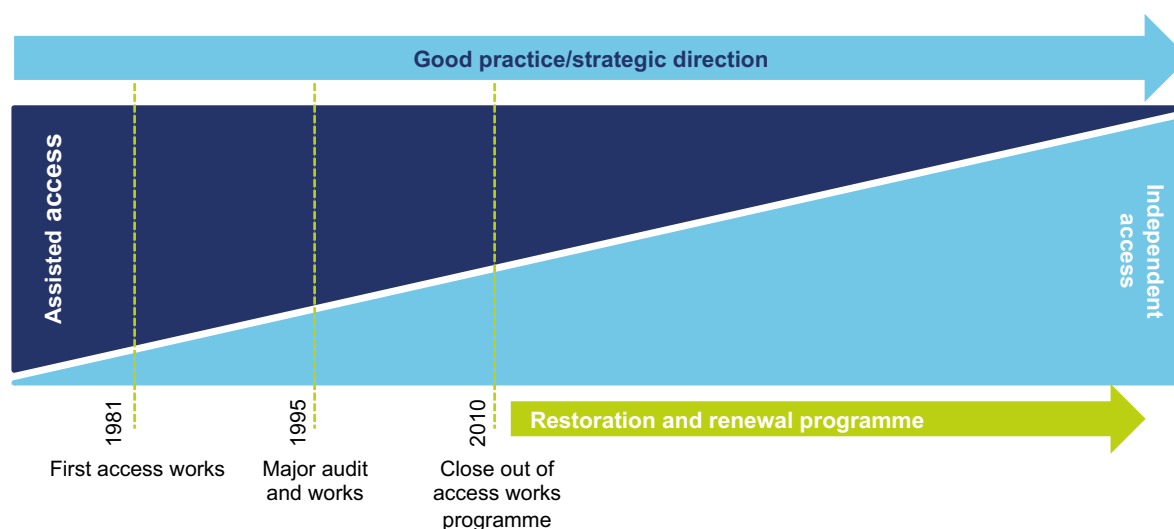 Good practice/strategic direction
Assisted access
Independent
access
1981
1995
2010
Restoration and renewal programme
First access works
Major audit
and works
Close out of
access works
programme